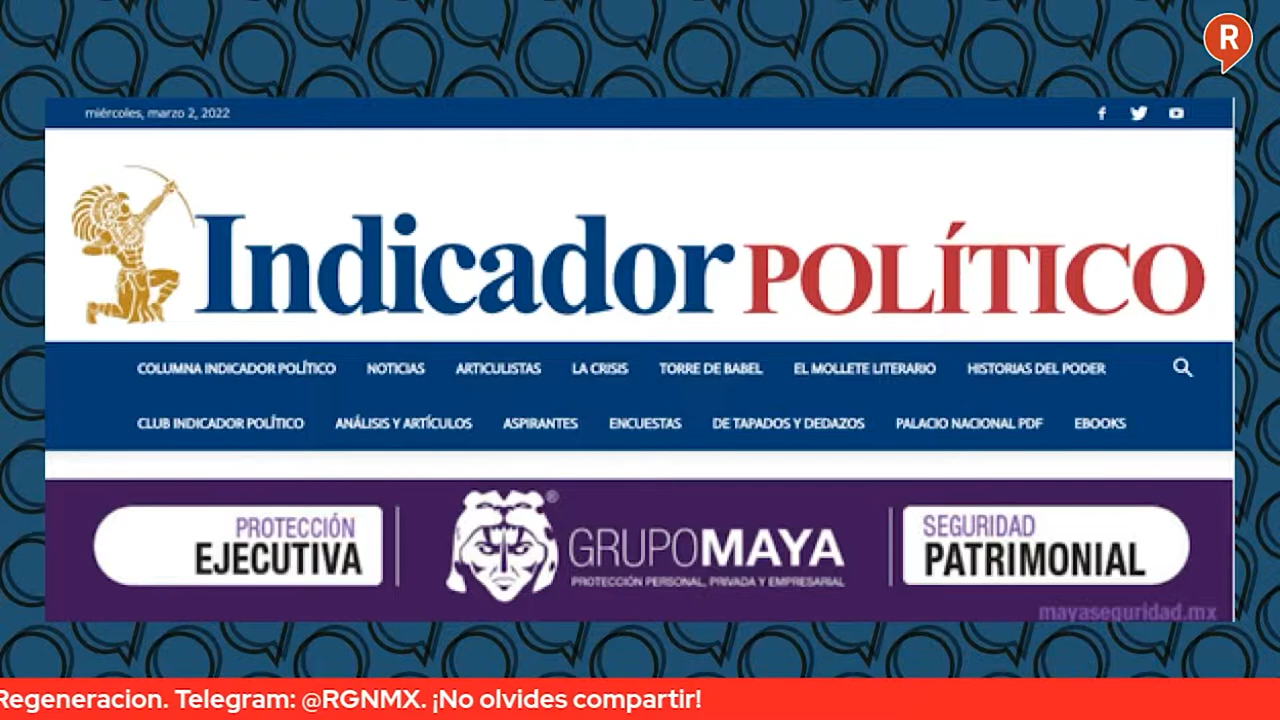 R
miércoles, marzo 2, 2022
Indicador POLÍTICO
COLUMNA INDICADOR POLÍTICO NOTICIAS ARTICULISTAS LA CRISIS TORRE DE BABEL EL MOLLETE LITERARIO HISTORIAS DEL PODER
CLUB INDICADOR POLÍTICO ANÁLISIS Y ARTÍCULOS ASPIRANTES ENCUESTAS DE TAPADOS Y DEDAZOS PALACIO NACIONAL PDF EBOOKS
PROTECCIÓN
EJECUTIVA
®
GRUPOMAYA
PROTECCIÓN PERSONAL, PRIVADA Y EMPRESARIAL
SEGURIDAD
PATRIMONIAL
mayaseguridad.mx
Regeneracion. Telegram: @RGNMX. ¡No olvides compartir!